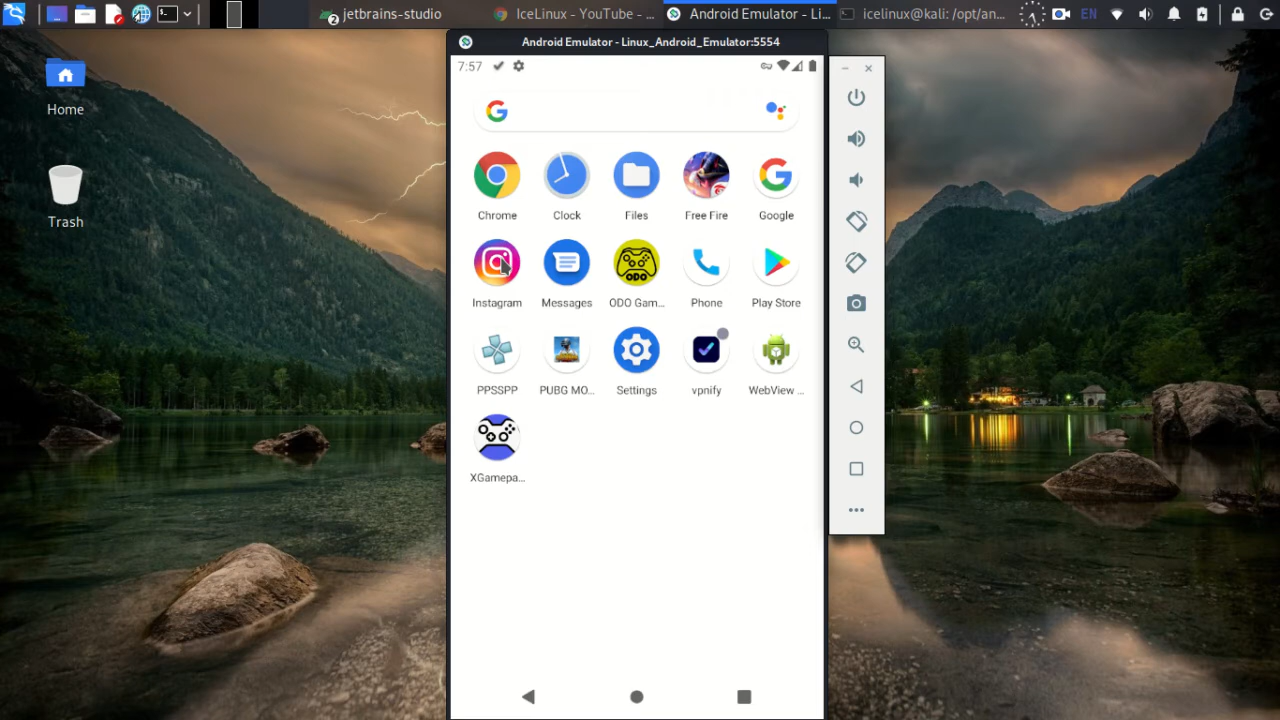 jetbrains-studio
IceLinux - YouTube - ...
Android Emulator - Li...
icelinux@kali: /opt/an...
EN
2
Android Emulator - Linux_Android_Emulator:5554
7:57
Home
Trash
Chrome
Clock
Files
Free Fire
Google
Instagram
Messages
ODO Gam...
Phone
Play Store
ODO
PPSSPP
PUBG MO...
Settings
vpnify
WebView ...
XGamepa...